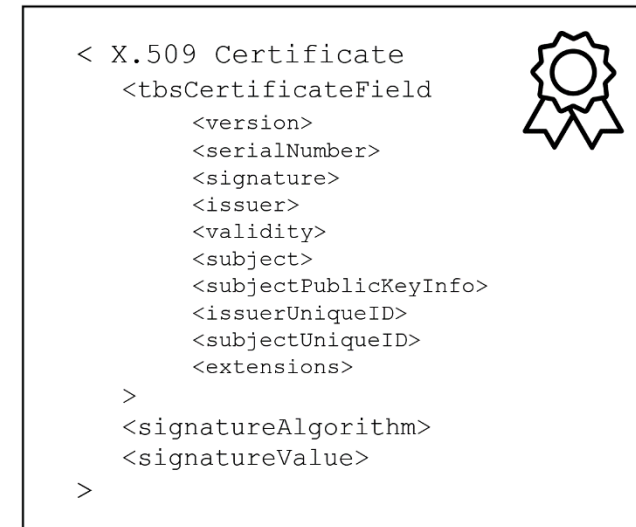 < X.509 Certificate
<tbsCertificateField
<version>
<serialNumber>
<signature>
<issuer>
<validity>
<subject>
<subjectPublicKeyInfo>
<issuerUniqueID>
<subjectUniqueID>
<extensions>
>
<signatureAlgorithm>
<signatureValue>
>